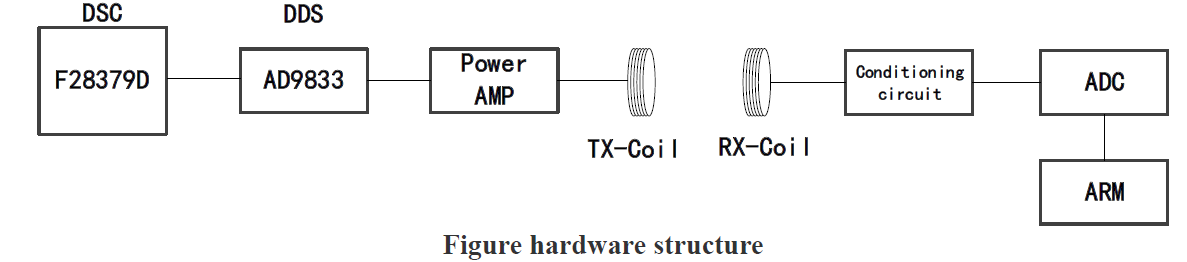 DSC
DDS
F28379D
AD9833
Power
AMP
TX-Coil
RX-Coil
Conditioning
circuit
ADC
ARM
Figure hardware structure